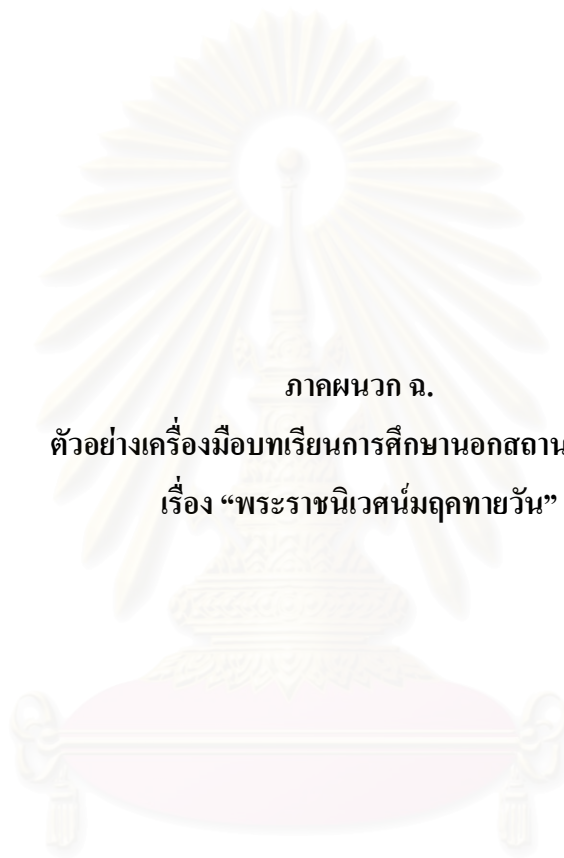 ภาคผนวก ฉ.
ตัวอย่างเครื่องมือบทเรียนการศึกษานอกสถาน
เรื่อง “พระราชนิเวศน์มฤคทายวัน”